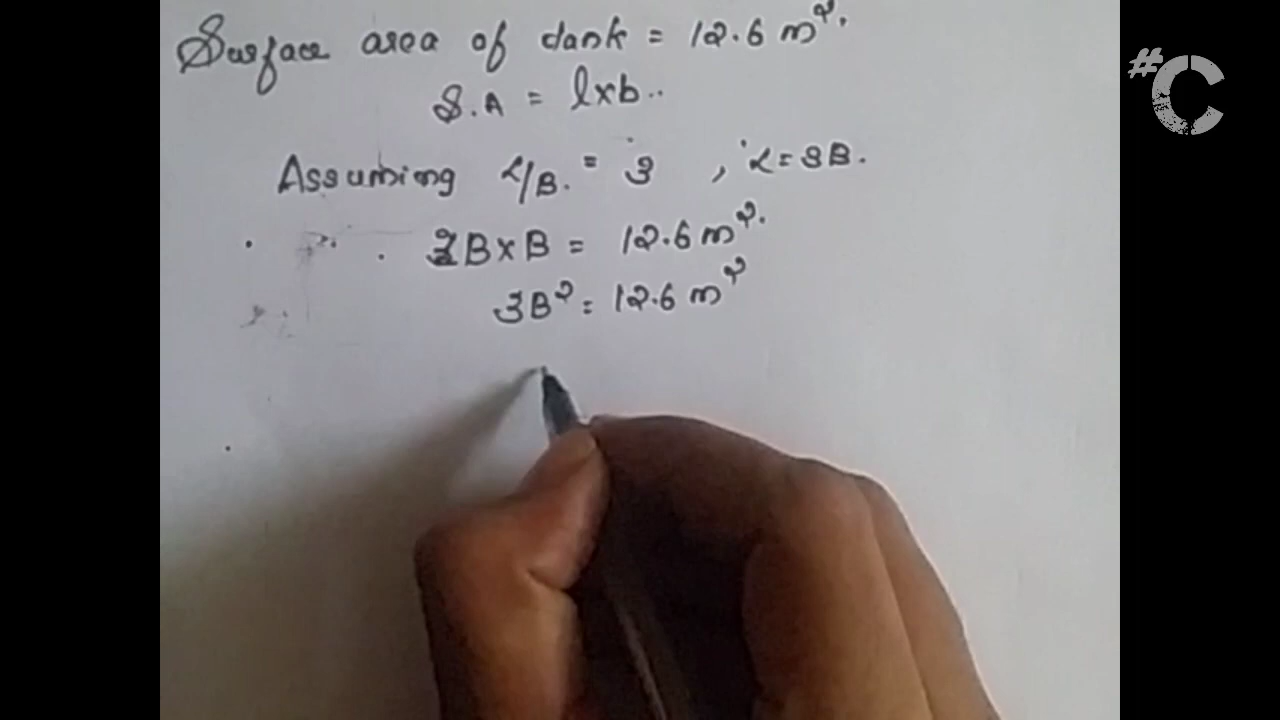 #C
Surface area of tank = 12.6 m².
S.A = l×b..
Assuming L/B. = 3 , L=3B.
3B×B = 12.6 m².
3B² = 12.6 m²